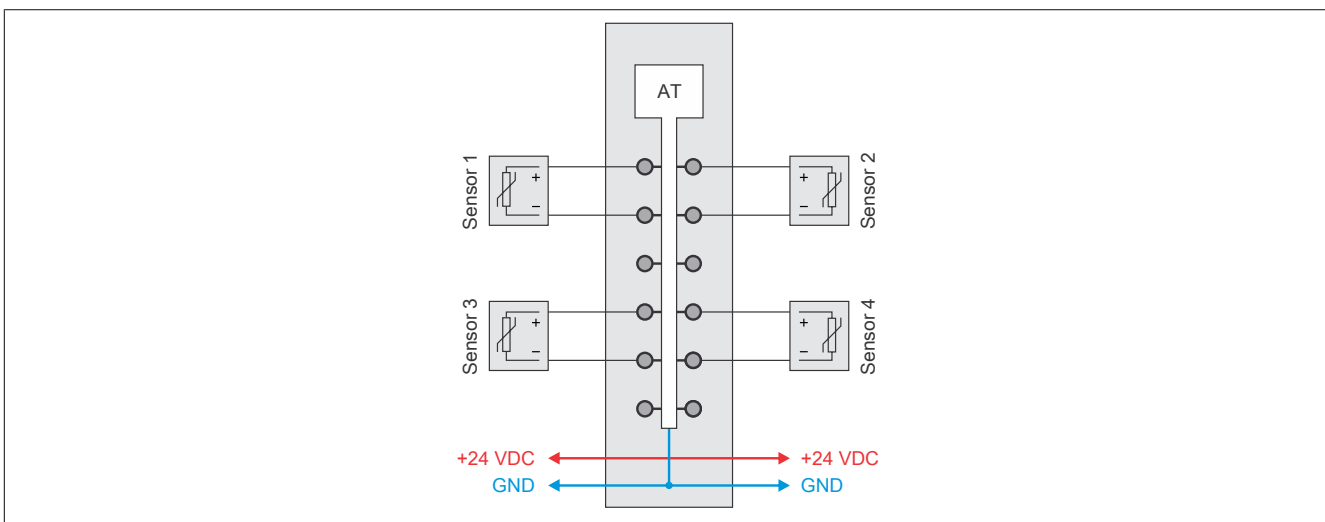 AT
Sensor 1
+
−
+
−
Sensor 2
Sensor 3
+
−
+
−
Sensor 4
+24 VDC
+24 VDC
GND
GND